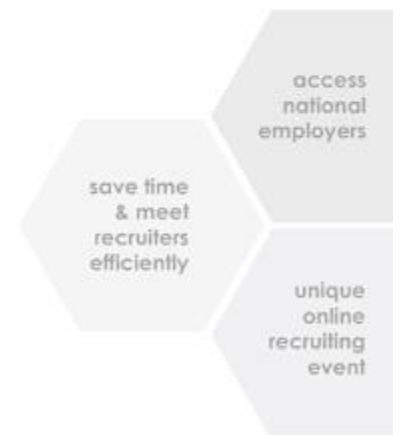 access
national
employers
save time
& meet
recruiters
efficiently
unique
online
recruiting
event